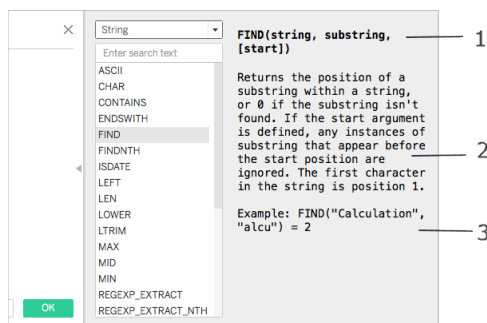 String
Enter search text
ASCII
CHAR
CONTAINS
ENDSWITH
FIND
FINDNTH
ISDATE
LEFT
LEN
LOWER
LTRIM
MAX
MID
MIN
REGEXP_EXTRACT
REGEXP_EXTRACT_NTH
OK
FIND(string, substring,
[start])
1
Returns the position of a
substring within a string,
or 0 if the substring isn't
found. If the start argument
is defined, any instances of
substring that appear before
the start position are
ignored. The first character
in the string is position 1.
2
Example: FIND("Calculation",
"alcu") = 2
3